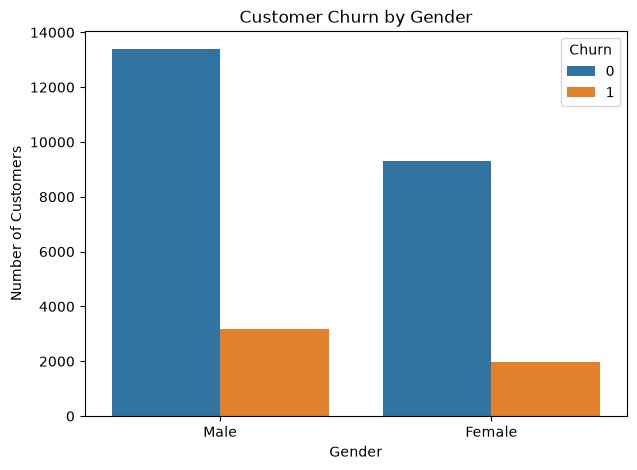 Customer Churn by Gender
Churn
0
1
14000
12000
10000
8000
6000
4000
2000
0
Number of Customers
Male
Female
Gender